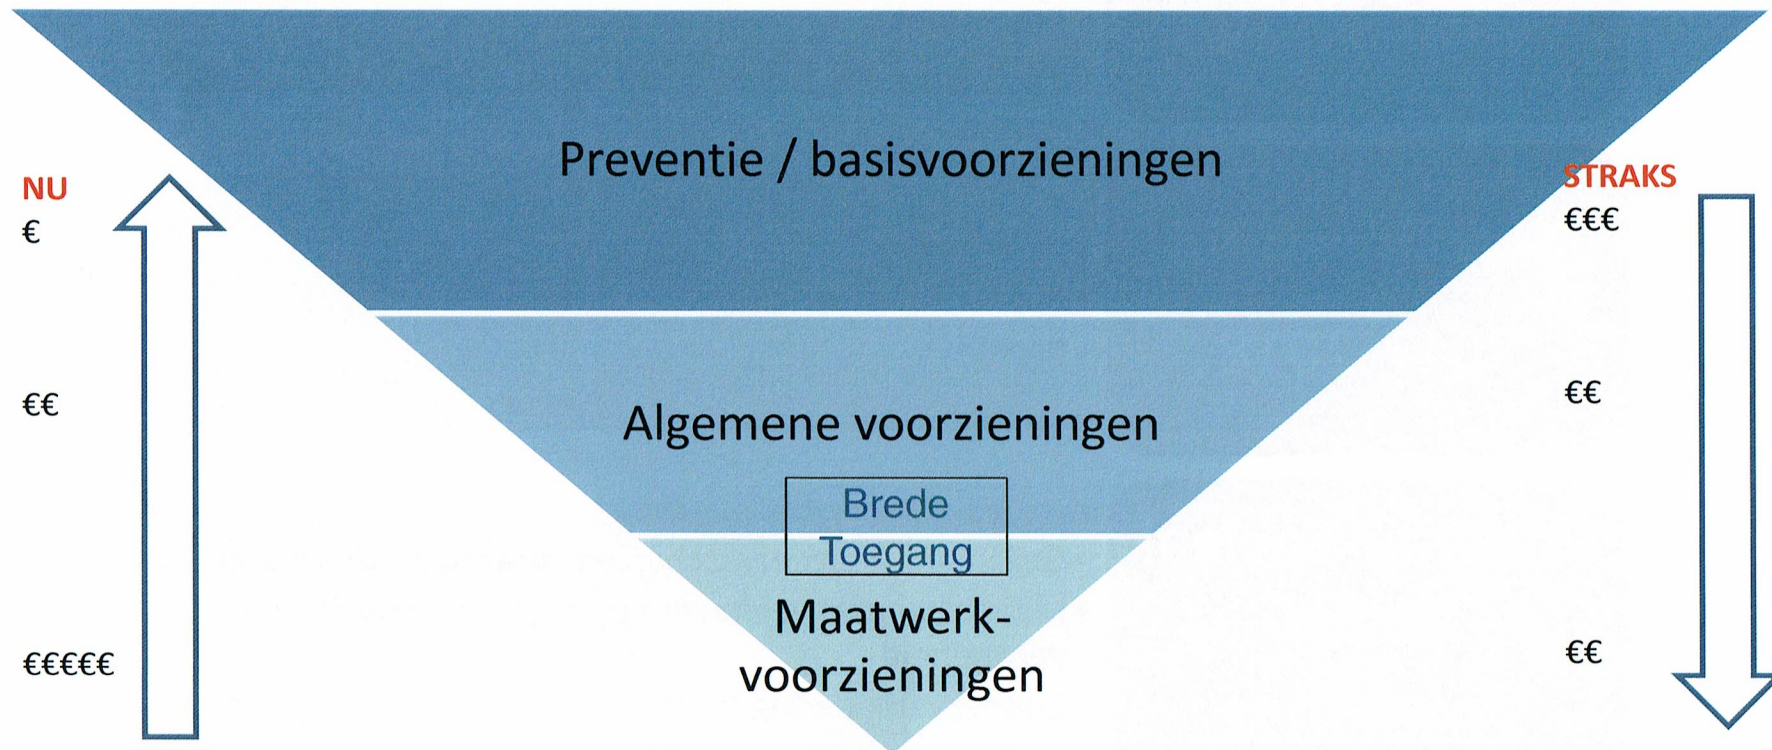 Preventie / basisvoorzieningen
NU
€
STRAKS
€€€
€€
Algemene voorzieningen
€€
Brede
Toegang
Maatwerk-
voorzieningen
€€€€€
€€